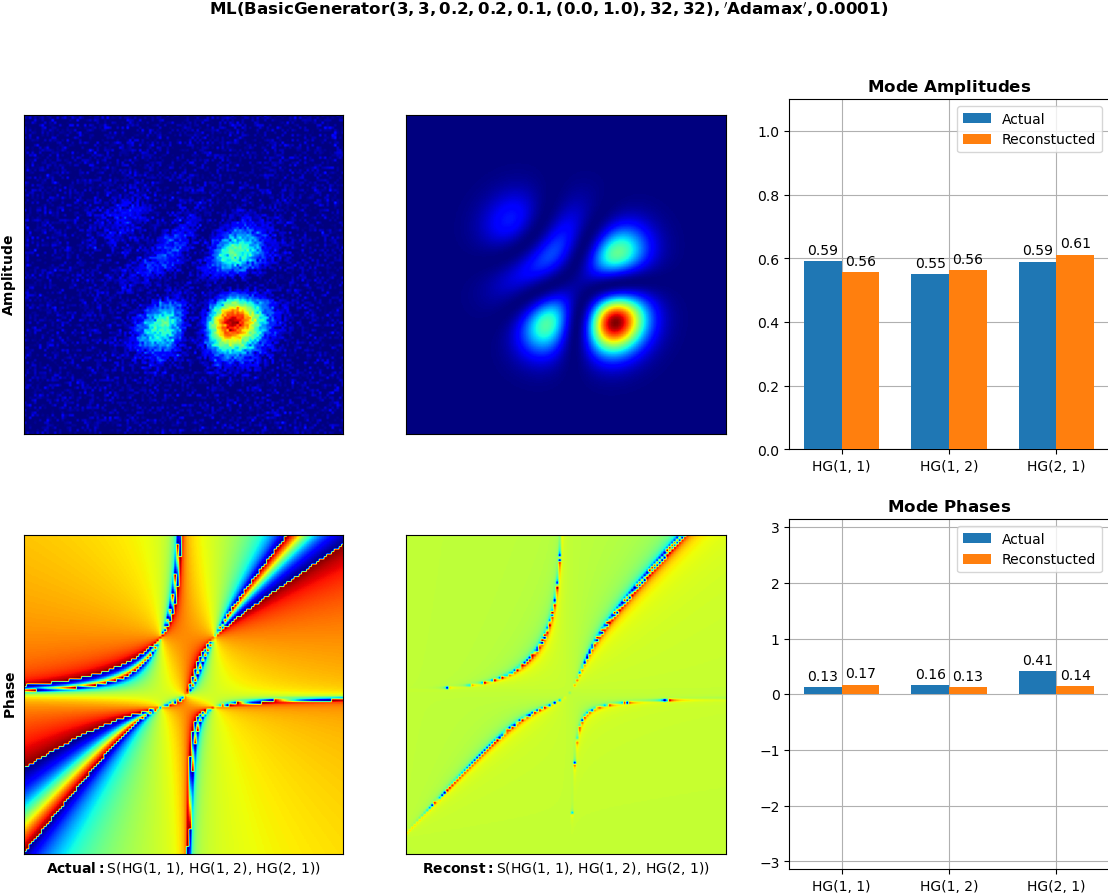 ML(BasicGenerator(3, 3, 0.2, 0.2, 0.1, (0.0, 1.0), 32, 32), 'Adamax', 0.0001)
Amplitude
Mode Amplitudes
Actual
Reconstucted
1.0
0.8
0.6
0.4
0.2
0.0
0.59
0.56
0.55
0.56
0.59
0.61
HG(1, 1)
HG(1, 2)
HG(2, 1)
Phase
Actual: S(HG(1, 1), HG(1, 2), HG(2, 1))
Reconst: S(HG(1, 1), HG(1, 2), HG(2, 1))
Mode Phases
Actual
Reconstucted
3
2
1
0
−1
−2
−3
0.13
0.17
0.16
0.13
0.41
0.14
HG(1, 1)
HG(1, 2)
HG(2, 1)